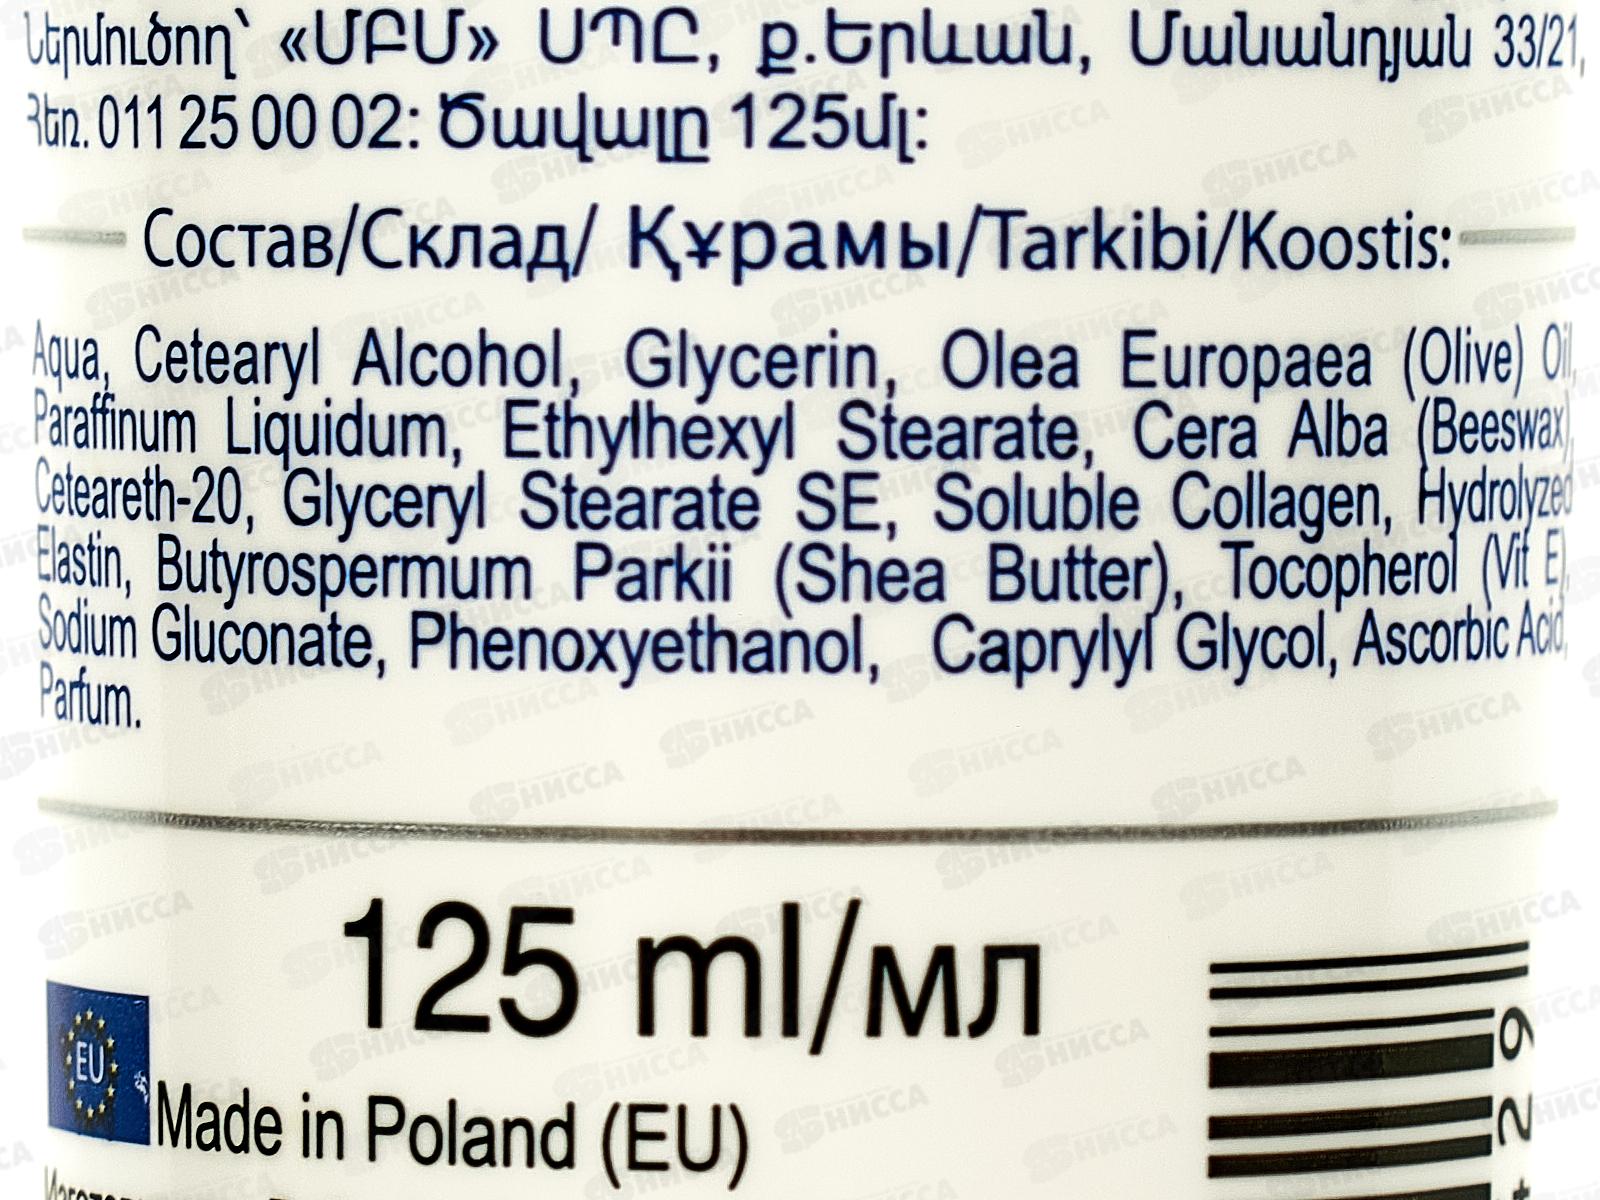 Ներմուծող՝ «ՄԲՄ» ՍՊԸ, ք.Երևան, Մանանդյան 33/21,
Հեռ. 011 25 00 02: Ծավալը 125մլ:
Состав/Склад/ Құрамы/Tarkibi/Koostis:
Aqua, Cetearyl Alcohol, Glycerin, Olea Europaea (Olive) Oil,
Paraffinum Liquidum, Ethylhexyl Stearate, Cera Alba (Beeswax),
Ceteareth-20, Glyceryl Stearate SE, Soluble Collagen, Hydrolyzed
Elastin, Butyrospermum Parkii (Shea Butter), Tocopherol (Vit E),
Sodium Gluconate, Phenoxyethanol, Caprylyl Glycol, Ascorbic Acid,
Parfum.
125 ml/мл
EU
Made in Poland (EU)